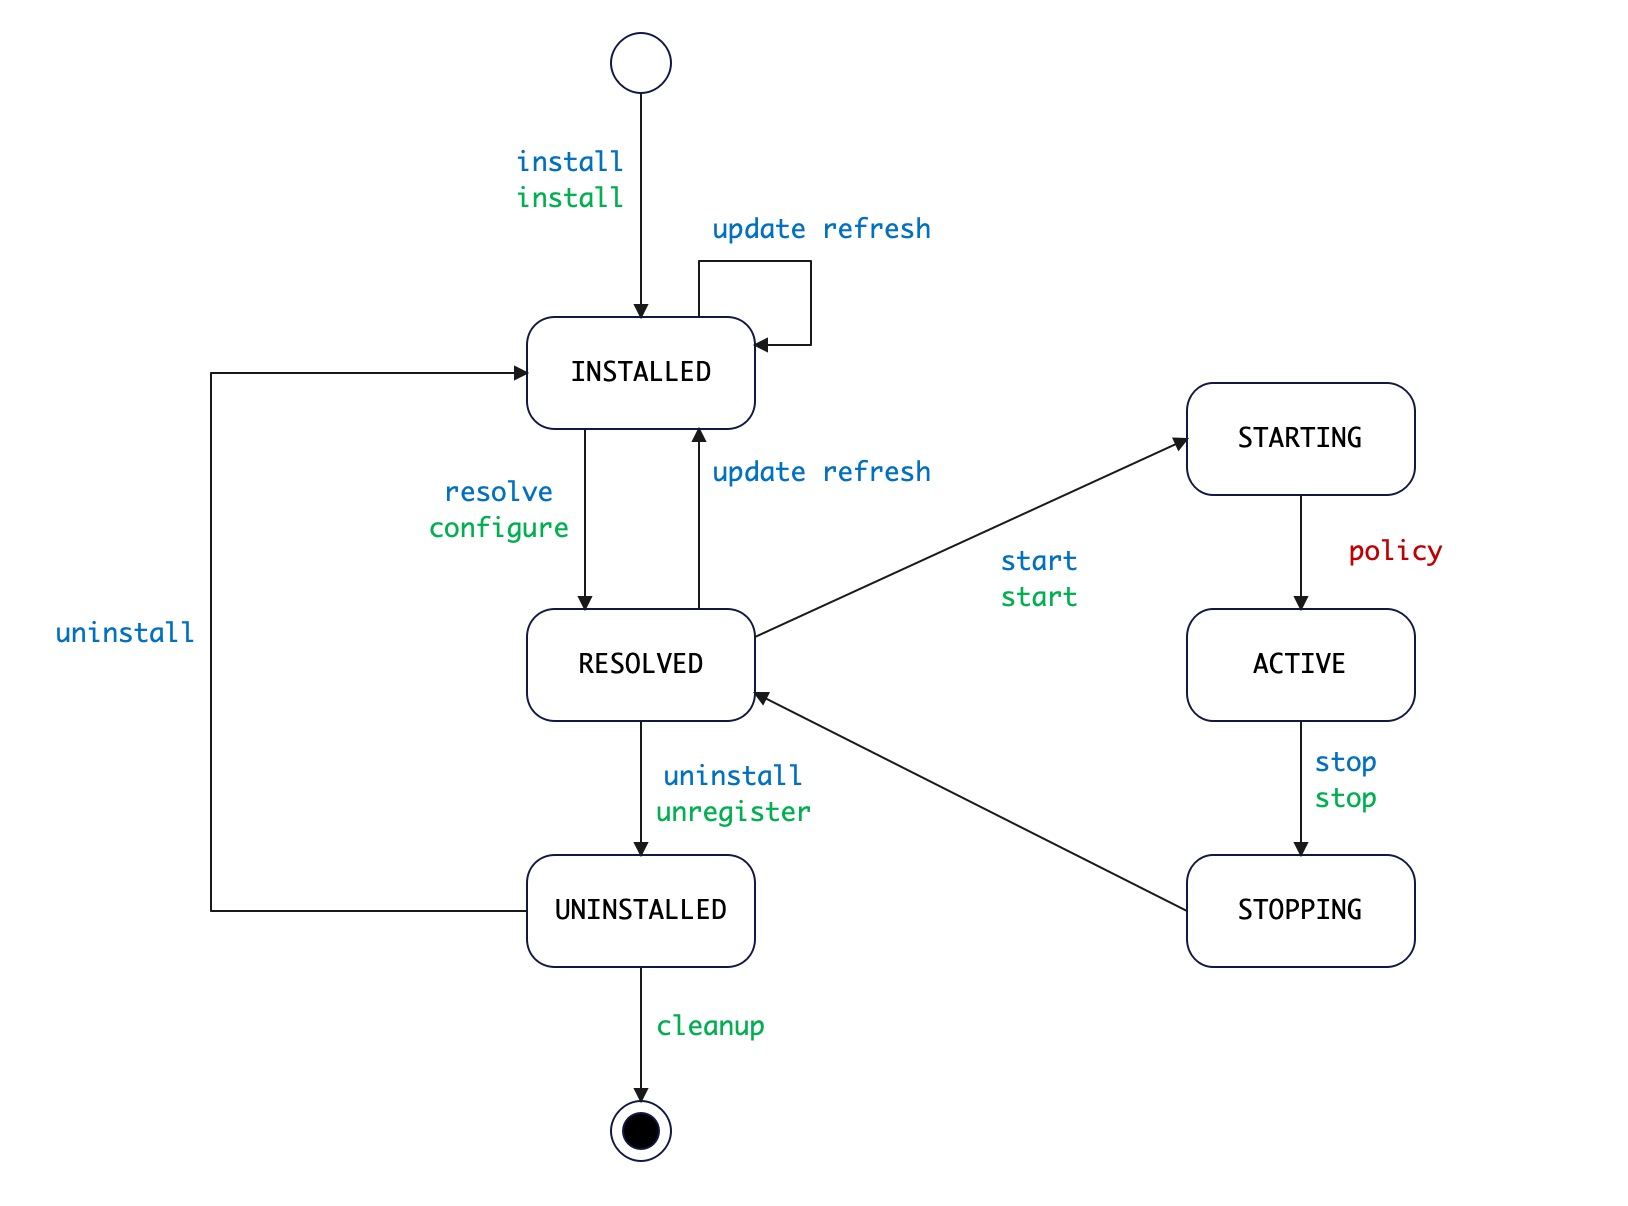 install
install
update refresh
INSTALLED
resolve
configure
update refresh
STARTING
start
start
policy
uninstall
RESOLVED
ACTIVE
uninstall
unregister
stop
stop
UNINSTALLED
STOPPING
cleanup